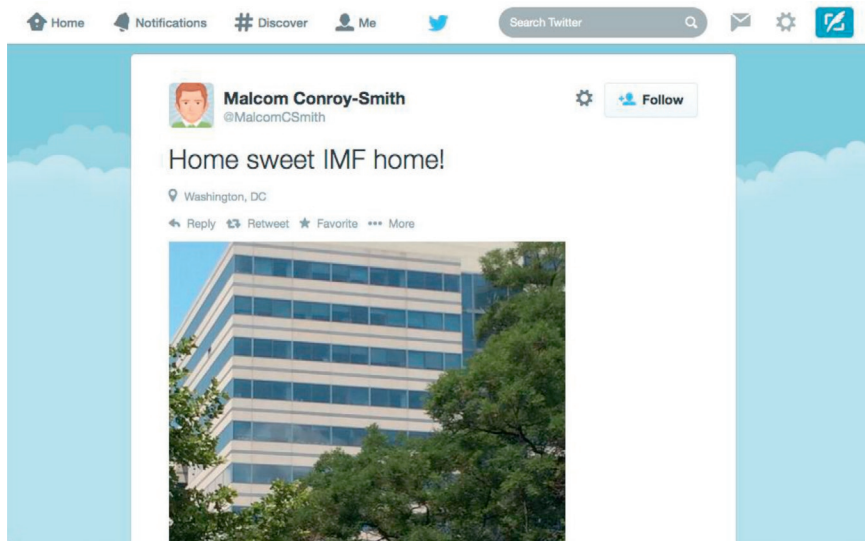 Home Notifications Discover Me Search Twitter
Malcom Conroy-Smith
@MalcomCSmith
Follow
Home sweet IMF home!
Washington, DC
Reply Retweet Favorite More